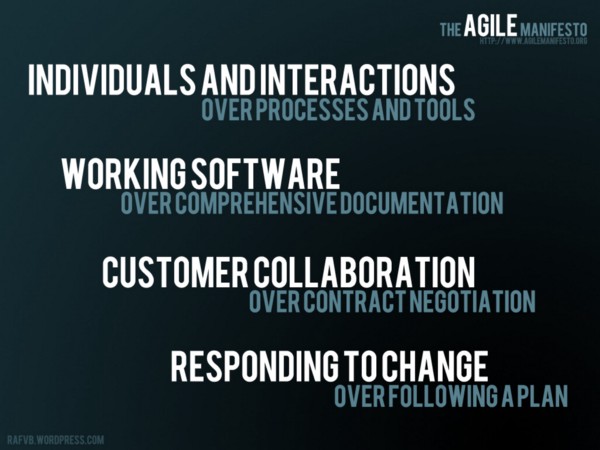 THE AGILE MANIFESTO
HTTP://WWW.AGILEMANIFESTO.ORG
INDIVIDUALS AND INTERACTIONS
OVER PROCESSES AND TOOLS
WORKING SOFTWARE
OVER COMPREHENSIVE DOCUMENTATION
CUSTOMER COLLABORATION
OVER CONTRACT NEGOTIATION
RESPONDING TO CHANGE
OVER FOLLOWING A PLAN
RAFVB.WORDPRESS.COM